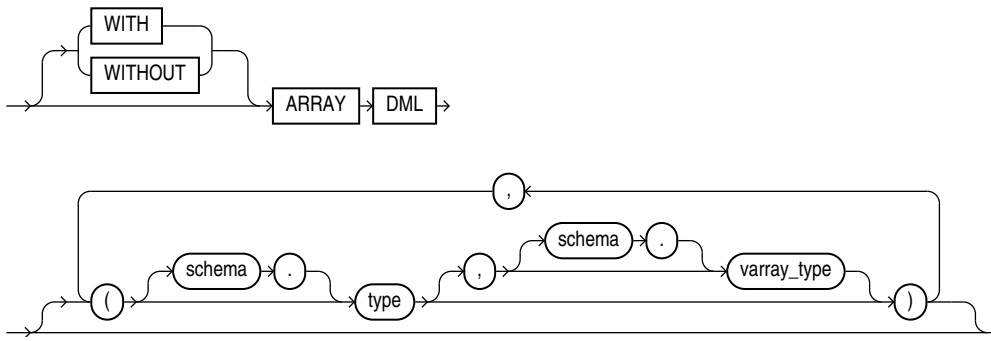 WITH
WITHOUT
ARRAY DML
,
schema .
schema . , varray_type
( type )